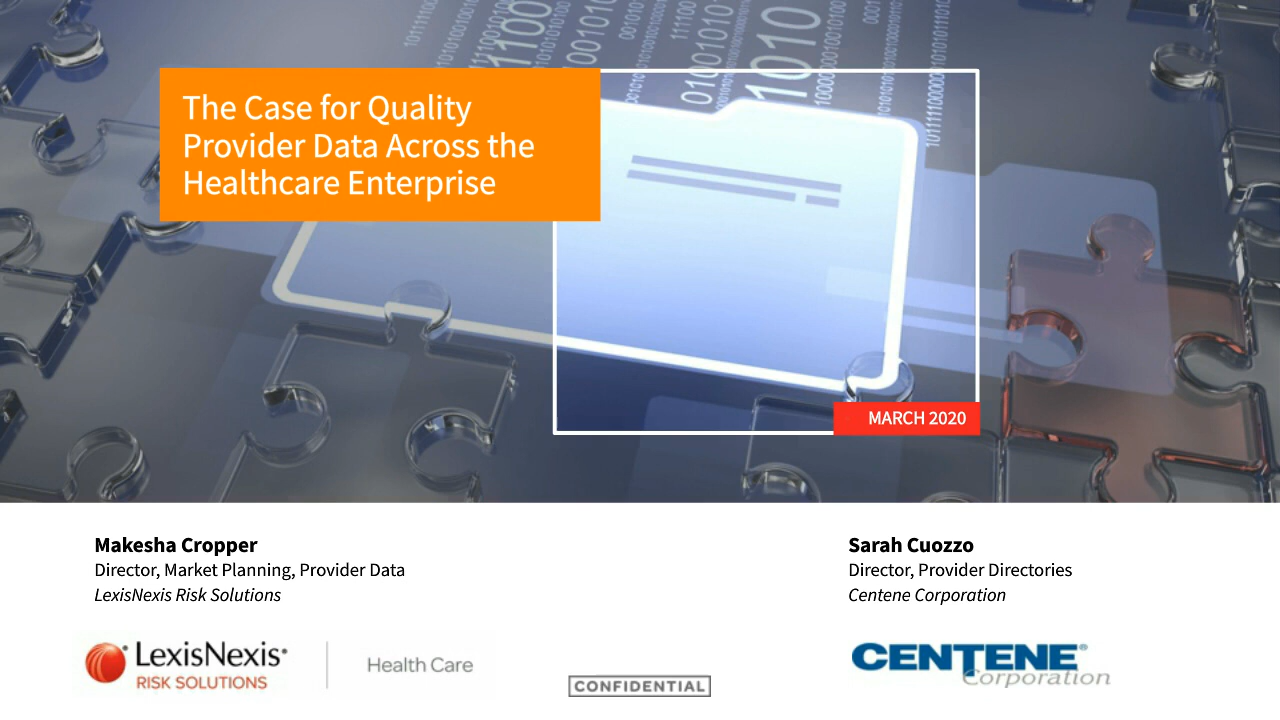 The Case for Quality
Provider Data Across the
Healthcare Enterprise
MARCH 2020
Makesha Cropper
Director, Market Planning, Provider Data
LexisNexis Risk Solutions
Sarah Cuozzo
Director, Provider Directories
Centene Corporation
LexisNexis®
RISK SOLUTIONS
Health Care
CONFIDENTIAL
CENTENE®
Corporation